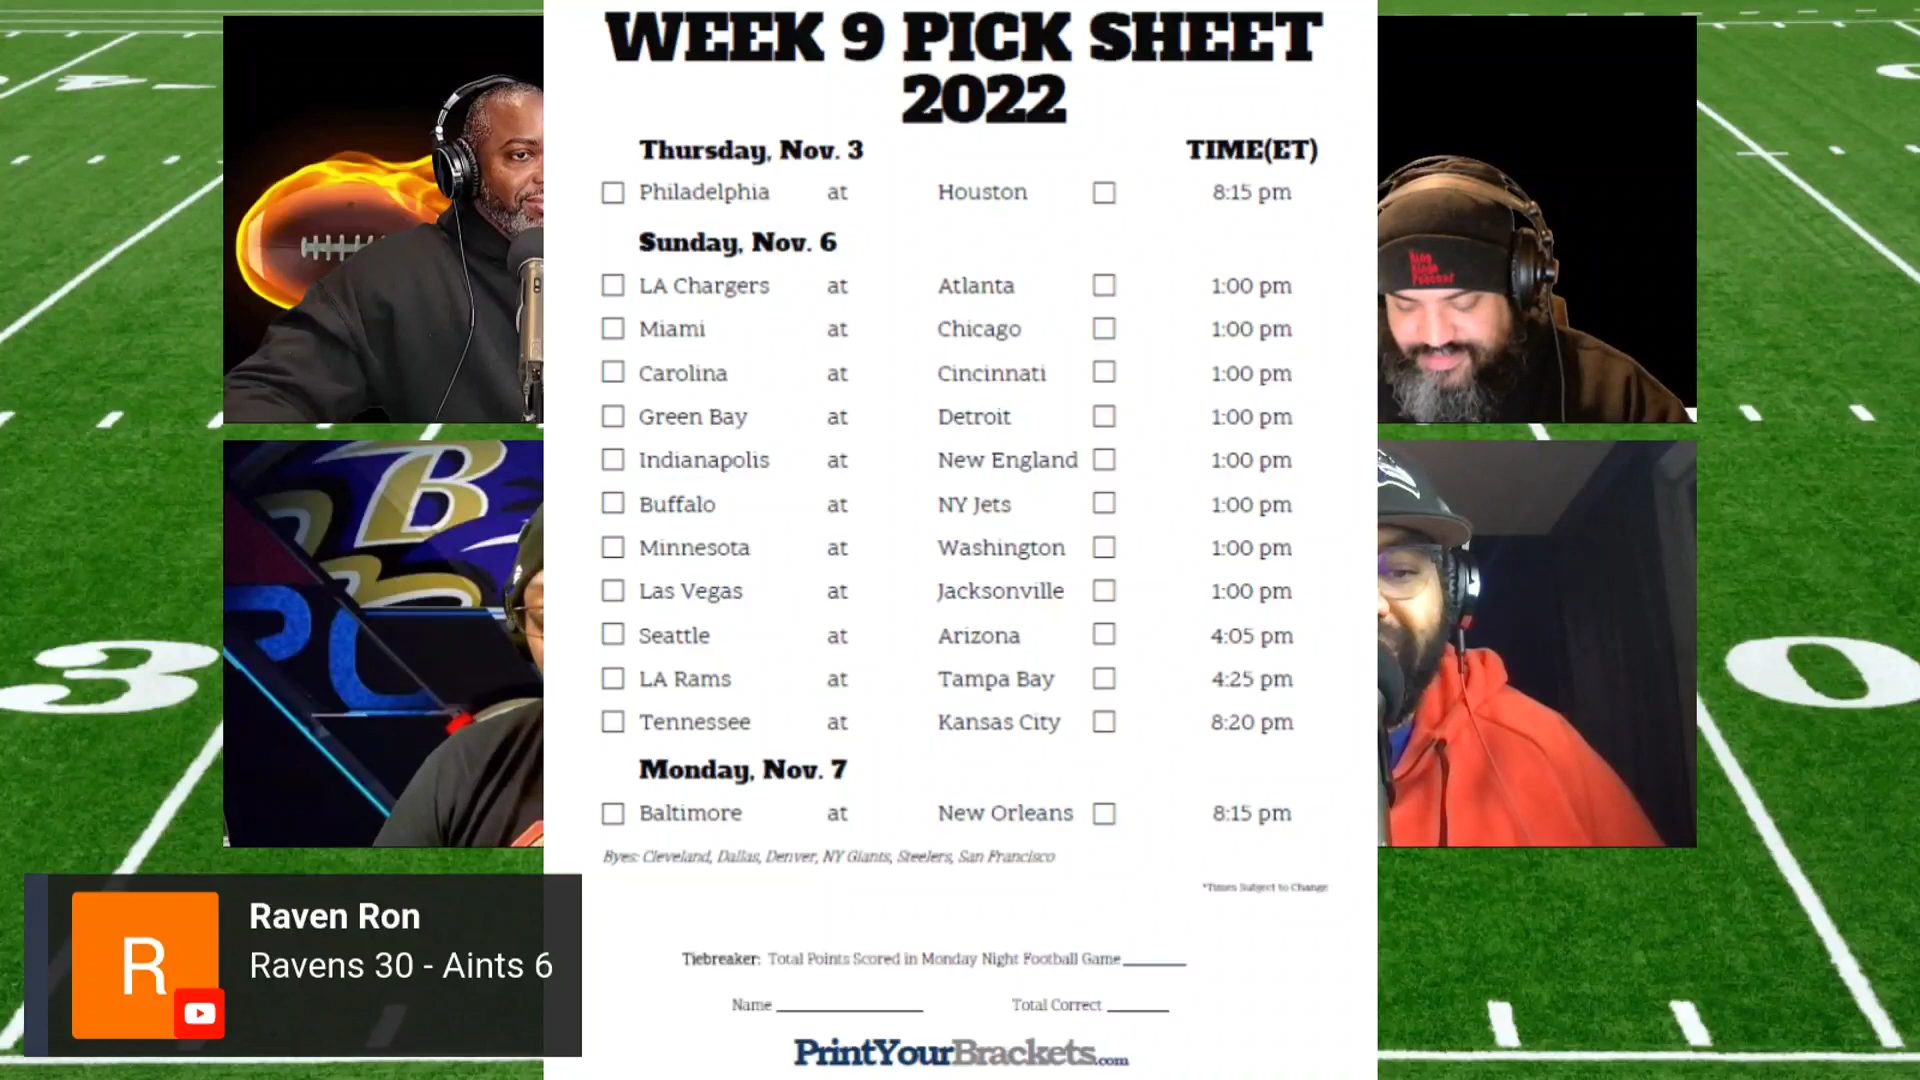 WEEK 9 PICK SHEET
2022
Thursday, Nov. 3 TIME(ET)
Philadelphia at Houston 8:15 pm
Sunday, Nov. 6
LA Chargers at Atlanta 1:00 pm
Miami at Chicago 1:00 pm
Carolina at Cincinnati 1:00 pm
Green Bay at Detroit 1:00 pm
Indianapolis at New England 1:00 pm
Buffalo at NY Jets 1:00 pm
Minnesota at Washington 1:00 pm
Las Vegas at Jacksonville 1:00 pm
Seattle at Arizona 4:05 pm
LA Rams at Tampa Bay 4:25 pm
Tennessee at Kansas City 8:20 pm
Monday, Nov. 7
Baltimore at New Orleans 8:15 pm
Byes: Cleveland, Dallas, Denver, NY Giants, Steelers, San Francisco
*Times Subject to Change
Tiebreaker: Total Points Scored in Monday Night Football Game______
Name ______________ Total Correct ______
PrintYourBrackets.com
R
Raven Ron
Ravens 30 - Aints 6
B
3
0